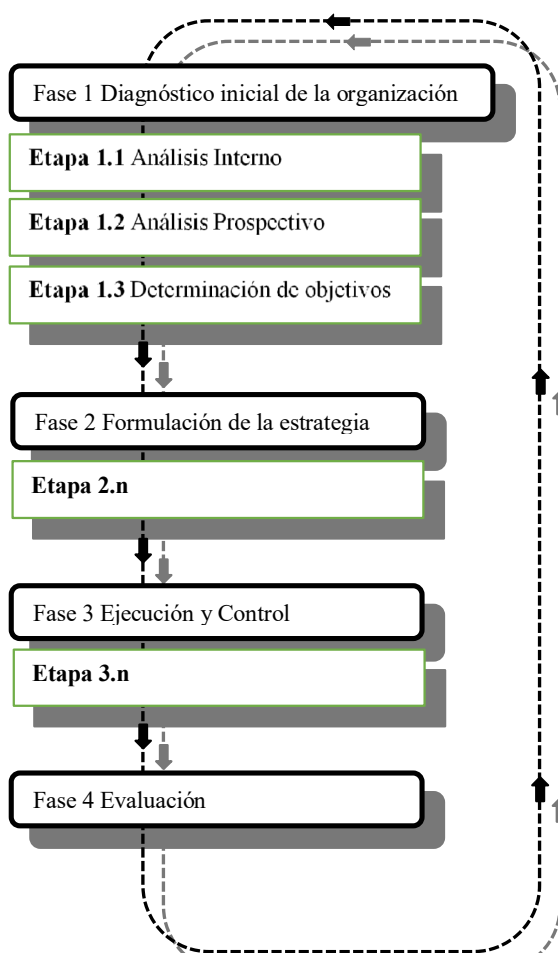 Fase 1 Diagnóstico inicial de la organización
Etapa 1.1 Análisis Interno
Etapa 1.2 Análisis Prospectivo
Etapa 1.3 Determinación de objetivos
Fase 2 Formulación de la estrategia
Etapa 2.n
Fase 3 Ejecución y Control
Etapa 3.n
Fase 4 Evaluación